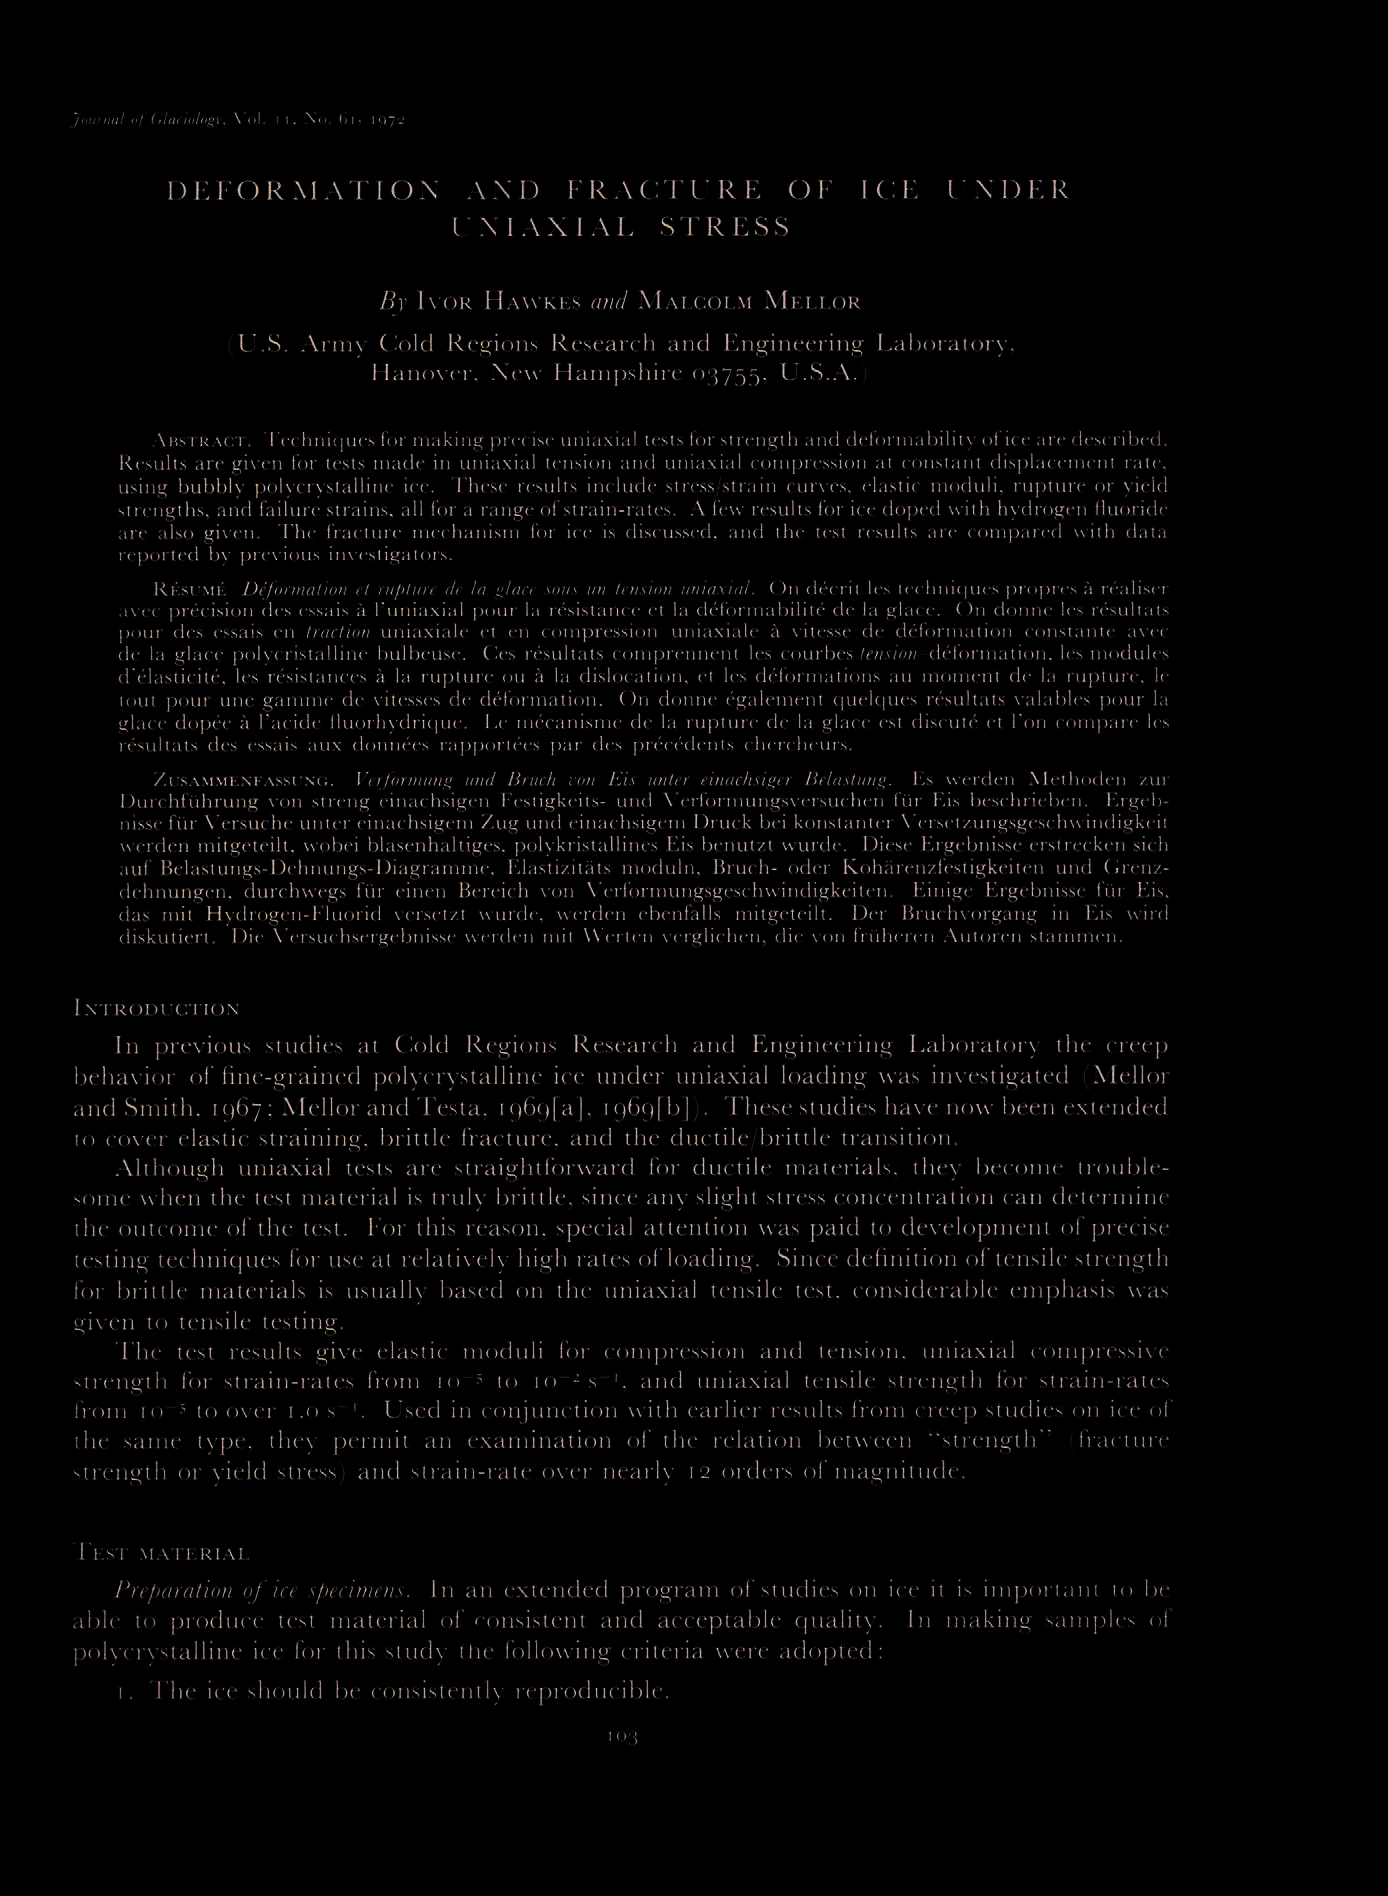 Journal of Glaciology, Vol. 11, No. 61, 1972
DEFORMATION AND FRACTURE OF ICE UNDER
UNIAXIAL STRESS
By Ivor Hawkes and Malcolm Mellor
(U.S. Army Cold Regions Research and Engineering Laboratory,
Hanover, New Hampshire 03755, U.S.A.)
Abstract. Techniques for making precise uniaxial tests for strength and deformability of ice are described.
Results are given for tests made in uniaxial tension and uniaxial compression at constant displacement rate,
using bubbly polycrystalline ice. These results include stress/strain curves, elastic moduli, rupture or yield
strengths, and failure strains, all for a range of strain-rates. A few results for ice doped with hydrogen fluoride
are also given. The fracture mechanism for ice is discussed, and the test results are compared with data
reported by previous investigators.
Résumé Déformation et rupture de la glace sous un tension uniaxial. On décrit les techniques propres à réaliser
avec précision des essais à l'uniaxial pour la résistance et la déformabilité de la glace. On donne les résultats
pour des essais en traction uniaxiale et en compression uniaxiale à vitesse de déformation constante avec
de la glace polycristalline bulbeuse. Ces résultats comprennent les courbes tension-déformation, les modules
d'élasticité, les résistances à la rupture ou à la dislocation, et les déformations au moment de la rupture, le
tout pour une gamme de vitesses de déformation. On donne également quelques résultats valables pour la
glace dopée à l'acide fluorhydrique. Le mécanisme de la rupture de la glace est discuté et l'on compare les
résultats des essais aux données rapportées par des précédents chercheurs.
Zusammenfassung. Verformung und Bruch von Eis unter einachsiger Belastung. Es werden Methoden zur
Durchführung von streng einachsigen Festigkeits- und Verformungsversuchen für Eis beschrieben. Ergeb-
nisse für Versuche unter einachsigem Zug und einachsigem Druck bei konstanter Versetzungsgeschwindigkeit
werden mitgeteilt, wobei blasenhaltiges, polykristallines Eis benutzt wurde. Diese Ergebnisse erstrecken sich
auf Belastungs-Dehnungs-Diagramme, Elastizitäts moduln, Bruch- oder Kohärenzfestigkeiten und Grenz-
dehnungen, durchwegs für einen Bereich von Verformungsgeschwindigkeiten. Einige Ergebnisse für Eis,
das mit Hydrogen-Fluorid versetzt wurde, werden ebenfalls mitgeteilt. Der Bruchvorgang in Eis wird
diskutiert. Die Versuchsergebnisse werden mit Werten verglichen, die von früheren Autoren stammen.
Introduction
In previous studies at Cold Regions Research and Engineering Laboratory the creep
behavior of fine-grained polycrystalline ice under uniaxial loading was investigated (Mellor
and Smith, 1967; Mellor and Testa, 1969[a], 1969[b]). These studies have now been extended
to cover elastic straining, brittle fracture, and the ductile/brittle transition.
Although uniaxial tests are straightforward for ductile materials, they become trouble-
some when the test material is truly brittle, since any slight stress concentration can determine
the outcome of the test. For this reason, special attention was paid to development of precise
testing techniques for use at relatively high rates of loading. Since definition of tensile strength
for brittle materials is usually based on the uniaxial tensile test, considerable emphasis was
given to tensile testing.
The test results give elastic moduli for compression and tension, uniaxial compressive
strength for strain-rates from 10⁻⁵ to 10⁻² s⁻¹, and uniaxial tensile strength for strain-rates
from 10⁻⁵ to over 1.0 s⁻¹. Used in conjunction with earlier results from creep studies on ice of
the same type, they permit an examination of the relation between "strength" (fracture
strength or yield stress) and strain-rate over nearly 12 orders of magnitude.
Test material
Preparation of ice specimens. In an extended program of studies on ice it is important to be
able to produce test material of consistent and acceptable quality. In making samples of
polycrystalline ice for this study the following criteria were adopted:
1. The ice should be consistently reproducible.
103